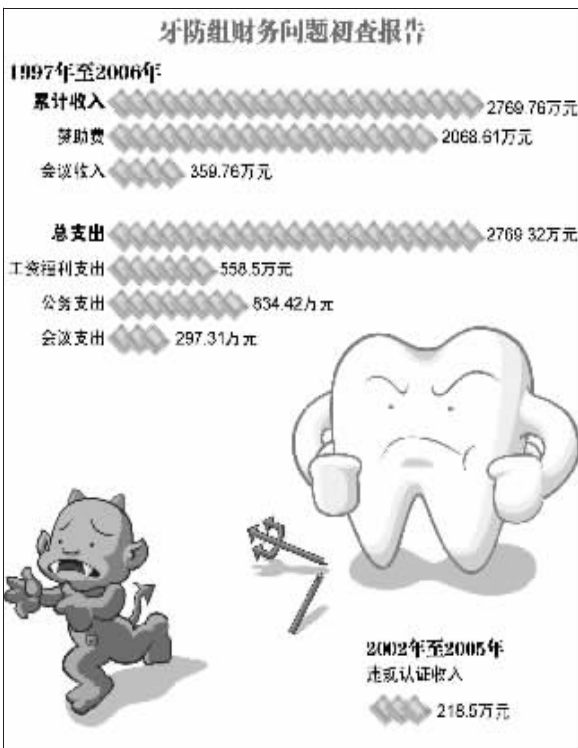 牙防组财务问题初查报告
1997年至2006年
累计收入 2769.76万元
赞助费 2068.61万元
会议收入 359.76万元
总支出 2769.32万元
工资福利支出 558.5万元
公务支出 834.42万元
会议支出 297.31万元
2002年至2005年
违规认证收入
218.5万元